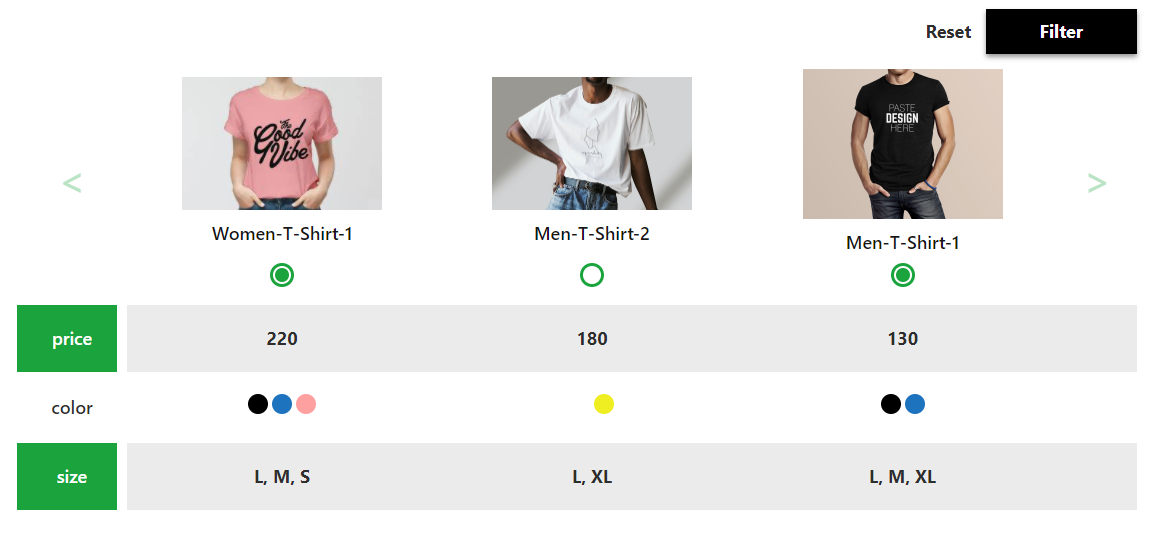 Reset
Filter
The
Good
Vibe
PASTE
DESIGN
HERE
<
>
Women-T-Shirt-1
Men-T-Shirt-2
Men-T-Shirt-1
price
220
180
130
color
size
L, M, S
L, XL
L, M, XL